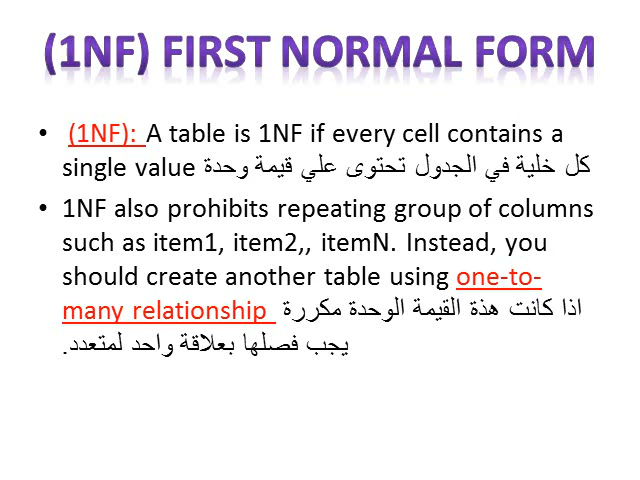 (1NF) FIRST NORMAL FORM
• (1NF): A table is 1NF if every cell contains a
single value كل خلية في الجدول تحتوى علي قيمة وحدة
• 1NF also prohibits repeating group of columns
such as item1, item2,, itemN. Instead, you
should create another table using one-to-
many relationship اذا كانت هذة القيمة الوحدة مكررة
يجب فصلها بعلاقة واحد لمتعدد.